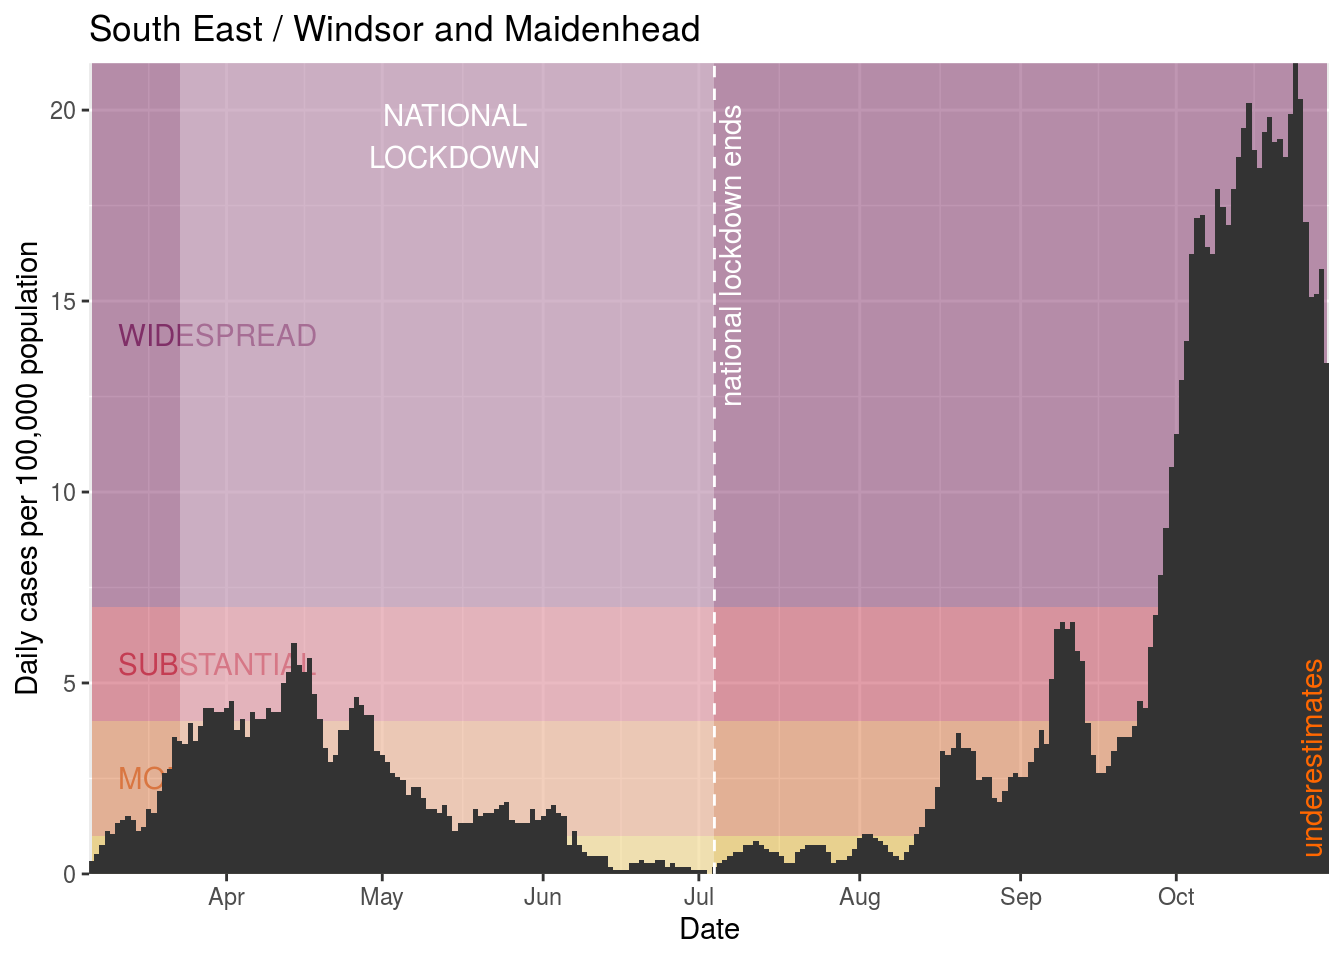 South East / Windsor and Maidenhead
Daily cases per 100,000 population
20
15
10
5
0
NATIONAL
LOCKDOWN
national lockdown ends
WIDESPREAD
SUBSTANTIAL
MO
underestimates
Apr
May
Jun
Jul
Aug
Sep
Oct
Date